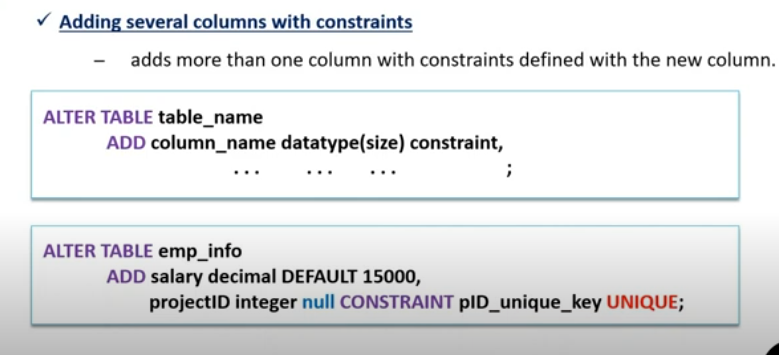 ✓ Adding several columns with constraints
– adds more than one column with constraints defined with the new column.
ALTER TABLE table_name
ADD column_name datatype(size) constraint,
... ... ... ;
ALTER TABLE emp_info
ADD salary decimal DEFAULT 15000,
projectID integer null CONSTRAINT pID_unique_key UNIQUE;